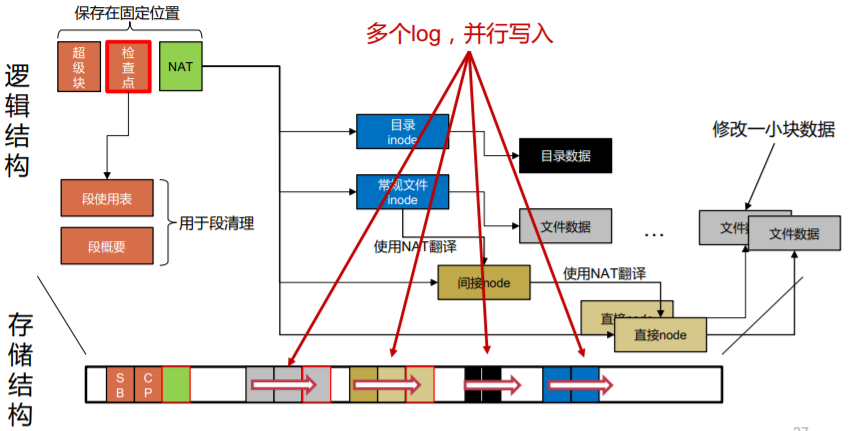 保存在固定位置
多个log，并行写入
超级块
检查点
NAT
逻辑结构
目录
inode
目录数据
修改一小块数据
常规文件
inode
段使用表
用于段清理
段概要
文件数据
...
文件数据
使用NAT翻译
间接node
使用NAT翻译
直接node
直接node
存储结构
SB
CP